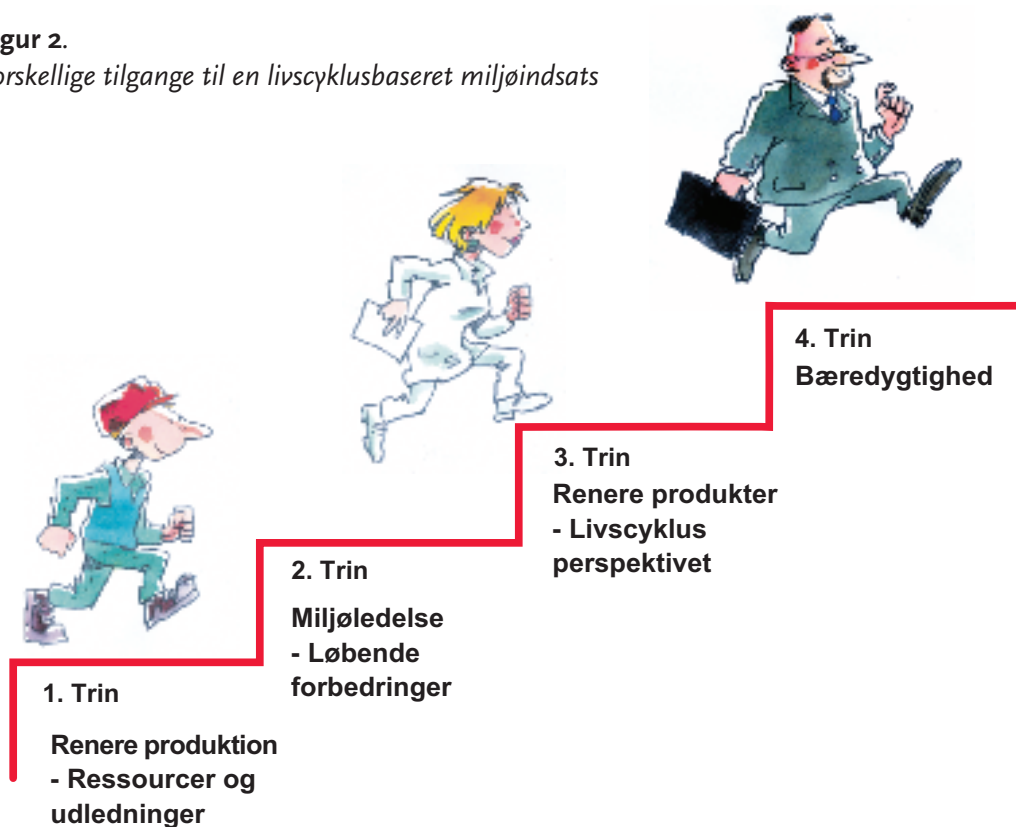 gur 2.
orskellige tilgange til en livscyklusbaseret miljøindsats
4. Trin
Bæredygtighed
3. Trin
Renere produkter
- Livscyklus
perspektivet
2. Trin
Miljøledelse
- Løbende
forbedringer
1. Trin
Renere produktion
- Ressourcer og
udledninger